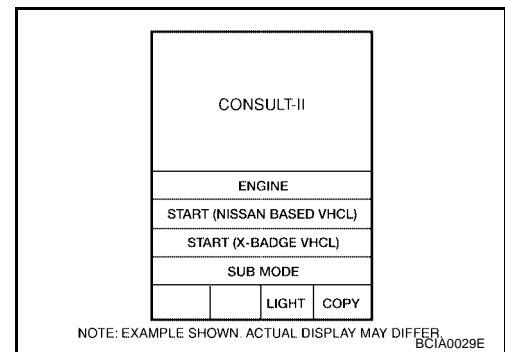 CONSULT-II
ENGINE
START (NISSAN BASED VHCL)
START (X-BADGE VHCL)
SUB MODE
LIGHT COPY
NOTE: EXAMPLE SHOWN. ACTUAL DISPLAY MAY DIFFER.
BCIA0029E